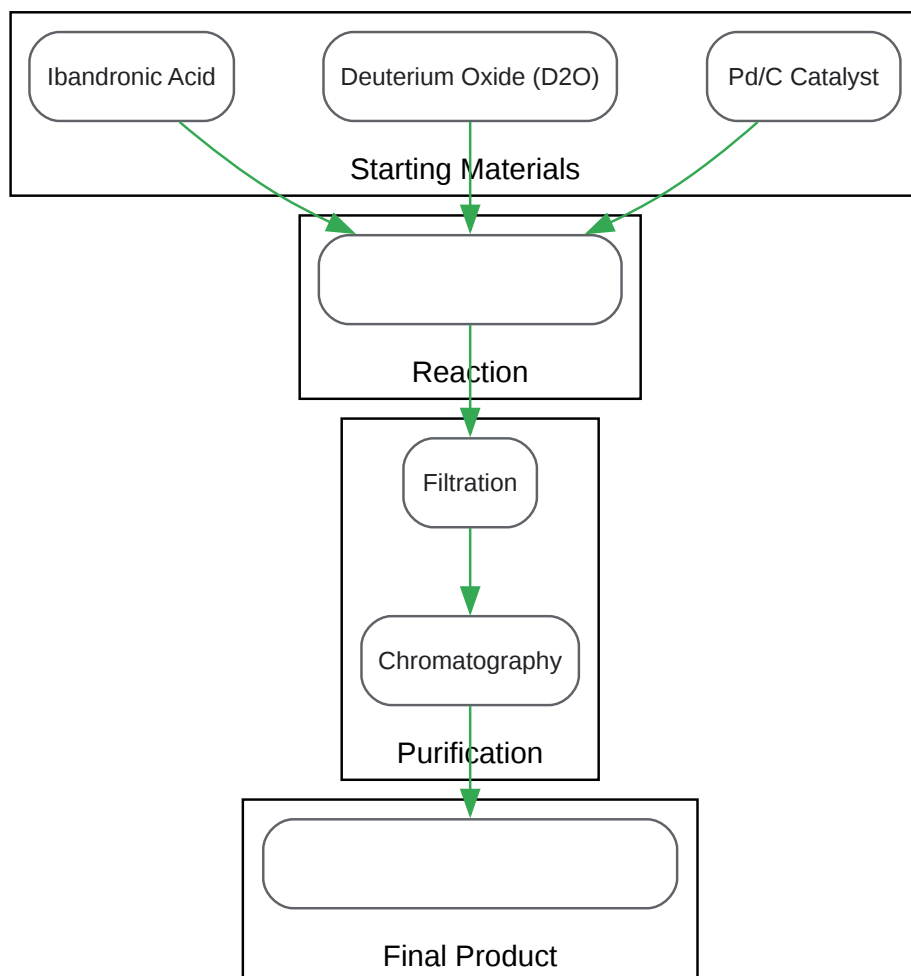 Ibandronic Acid
Deuterium Oxide (D2O)
Pd/C Catalyst
Starting Materials
Reaction
Filtration
Chromatography
Purification
Final Product